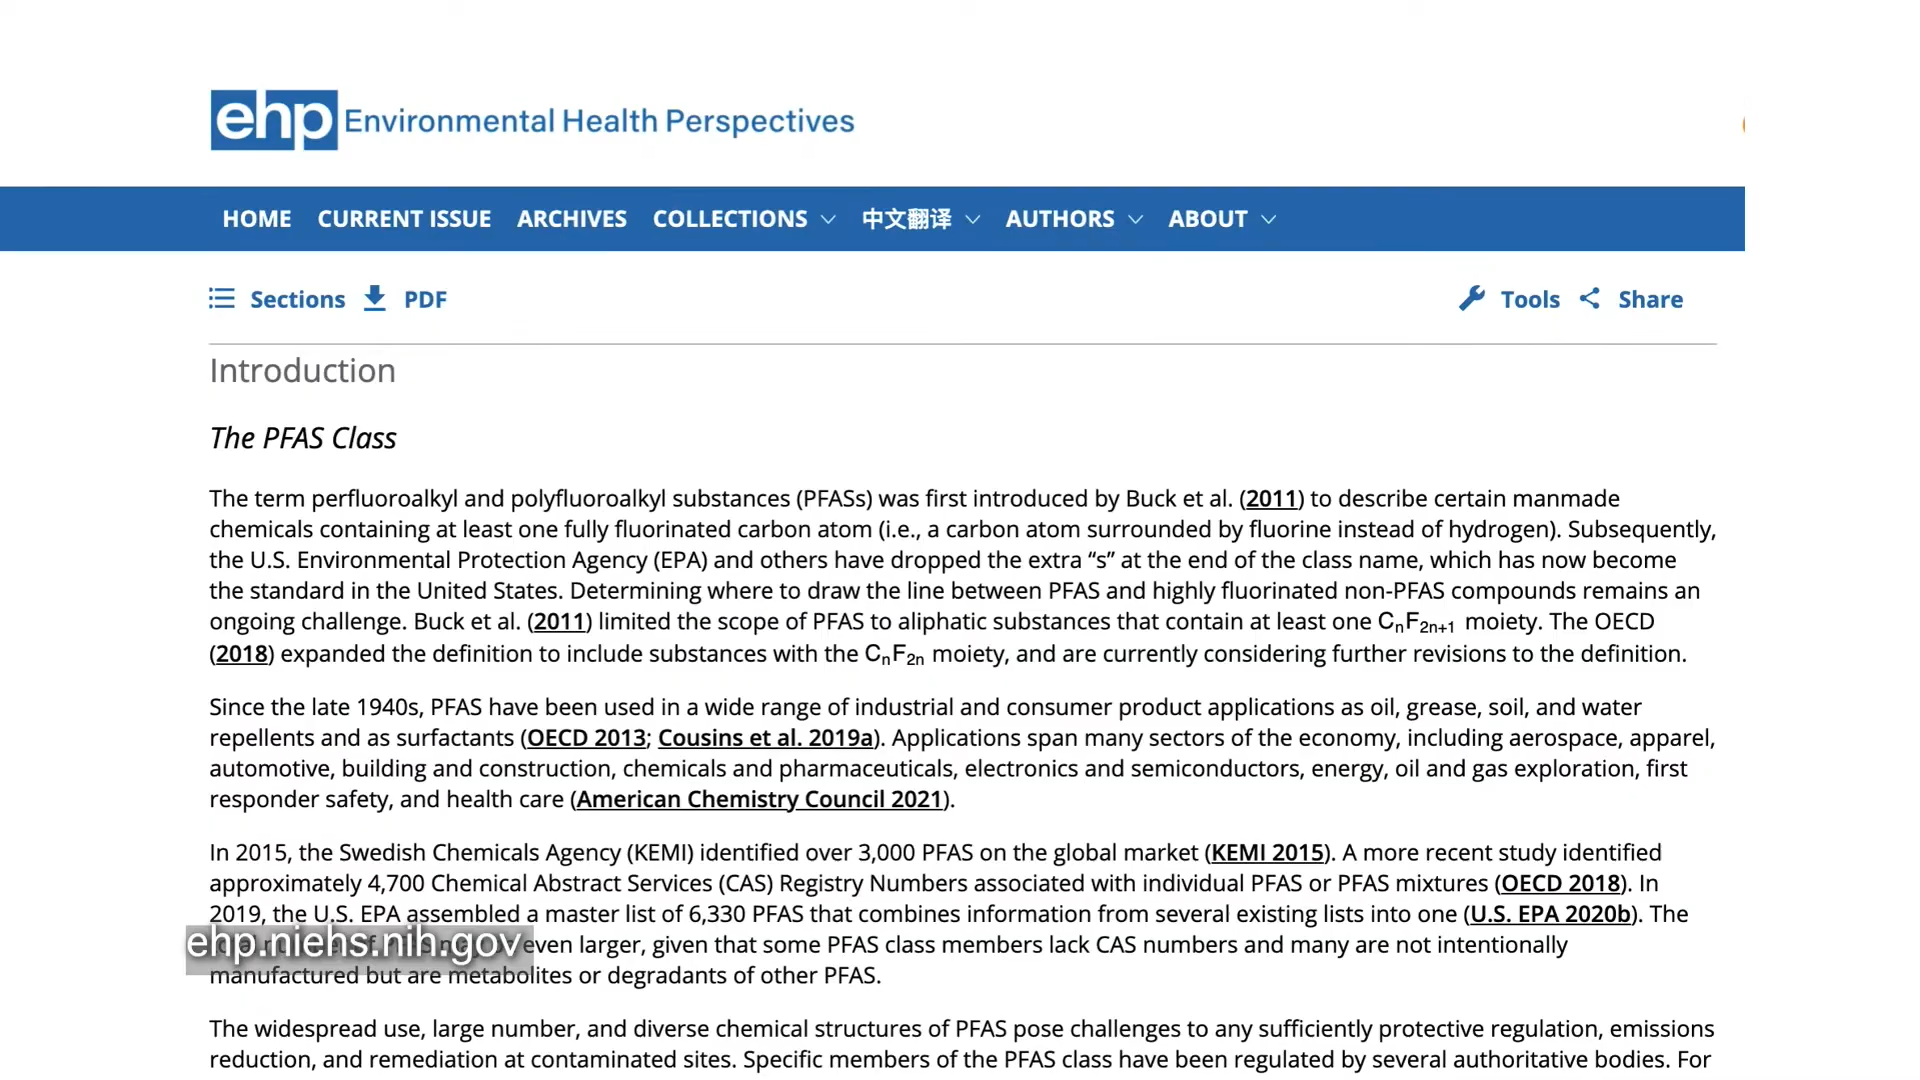 ehp Environmental Health Perspectives
HOME CURRENT ISSUE ARCHIVES COLLECTIONS 中文翻译 AUTHORS ABOUT
Sections PDF Tools Share
Introduction
The PFAS Class
The term perfluoroalkyl and polyfluoroalkyl substances (PFASs) was first introduced by Buck et al. (2011) to describe certain manmade
chemicals containing at least one fully fluorinated carbon atom (i.e., a carbon atom surrounded by fluorine instead of hydrogen). Subsequently,
the U.S. Environmental Protection Agency (EPA) and others have dropped the extra “s” at the end of the class name, which has now become
the standard in the United States. Determining where to draw the line between PFAS and highly fluorinated non-PFAS compounds remains an
ongoing challenge. Buck et al. (2011) limited the scope of PFAS to aliphatic substances that contain at least one CnF2n+1 moiety. The OECD
(2018) expanded the definition to include substances with the CnF2n moiety, and are currently considering further revisions to the definition.
Since the late 1940s, PFAS have been used in a wide range of industrial and consumer product applications as oil, grease, soil, and water
repellents and as surfactants (OECD 2013; Cousins et al. 2019a). Applications span many sectors of the economy, including aerospace, apparel,
automotive, building and construction, chemicals and pharmaceuticals, electronics and semiconductors, energy, oil and gas exploration, first
responder safety, and health care (American Chemistry Council 2021).
In 2015, the Swedish Chemicals Agency (KEMI) identified over 3,000 PFAS on the global market (KEMI 2015). A more recent study identified
approximately 4,700 Chemical Abstract Services (CAS) Registry Numbers associated with individual PFAS or PFAS mixtures (OECD 2018). In
2019, the U.S. EPA assembled a master list of 6,330 PFAS that combines information from several existing lists into one (U.S. EPA 2020b). The
even larger, given that some PFAS class members lack CAS numbers and many are not intentionally
ehp.niehs.nih.gov
manufactured but are metabolites or degradants of other PFAS.
The widespread use, large number, and diverse chemical structures of PFAS pose challenges to any sufficiently protective regulation, emissions
reduction, and remediation at contaminated sites. Specific members of the PFAS class have been regulated by several authoritative bodies. For